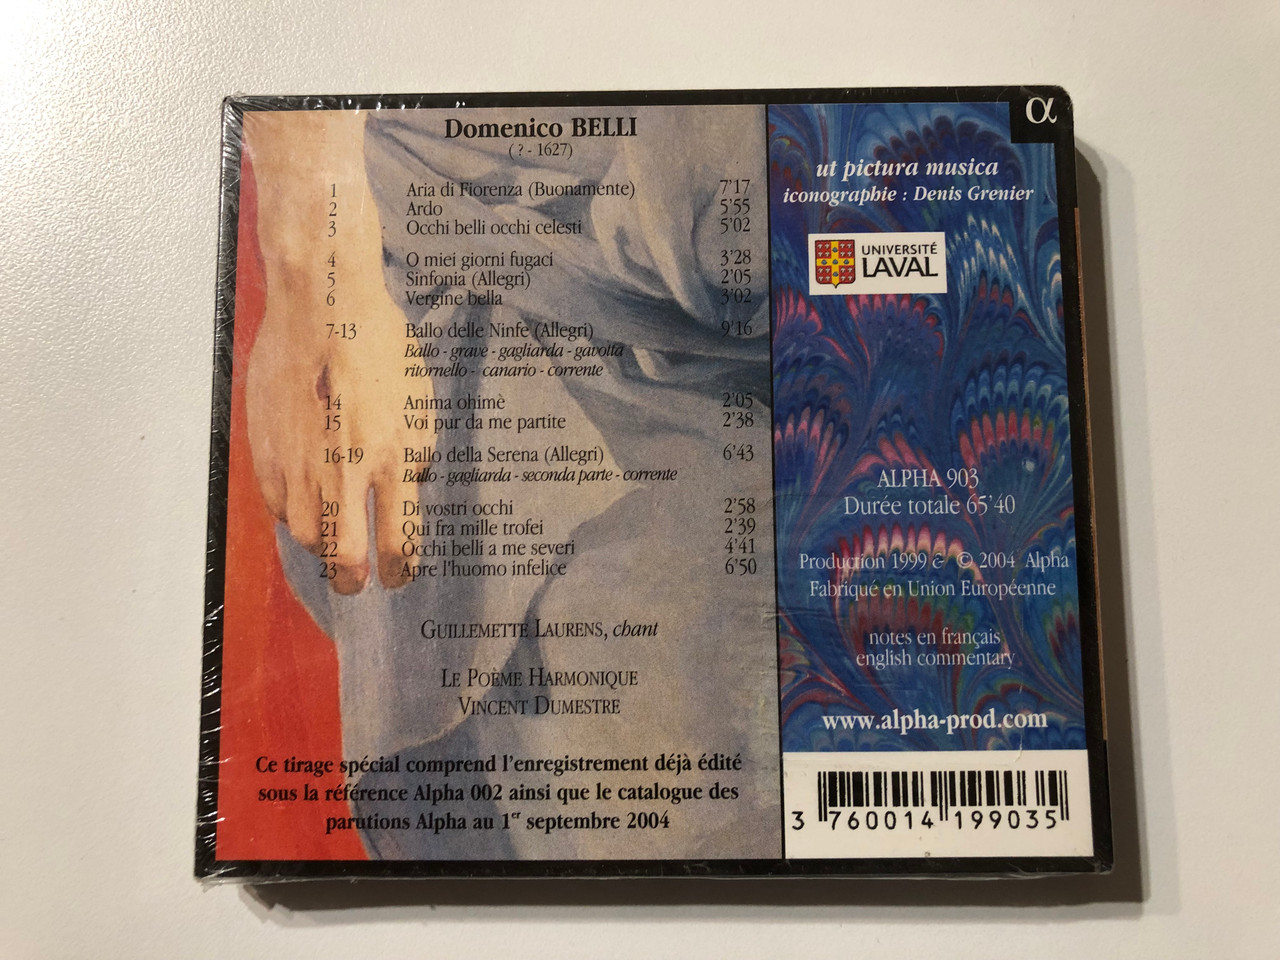 Domenico BELLI
( ? - 1627)
1 Aria di Fiorenza (Buonamente) 7'17
2 Ardo 5'55
3 Occhi belli occhi celesti 5'02
4 O miei giorni fugaci 3'28
5 Sinfonia (Allegri) 2'05
6 Vergine bella 3'02
7-13 Ballo delle Ninfe (Allegri) 9'16
Ballo - grave - gagliarda - gavotta
ritornello - canario - corrente
14 Anima ohimè 2'05
15 Voi pur da me partite 2'38
16-19 Ballo della Serena (Allegri) 6'43
Ballo - gagliarda - seconda parte - corrente
20 Di vostri occhi 2'58
21 Qui fra mille trofei 2'39
22 Occhi belli a me severi 4'41
23 Apre l'huomo infelice 6'50
GUILLEMETTE LAURENS, chant
LE POÈME HARMONIQUE
VINCENT DUMESTRE
Ce tirage spécial comprend l'enregistrement déjà édité
sous la référence Alpha 002 ainsi que le catalogue des
parutions Alpha au 1er septembre 2004
α
ut pictura musica
iconographie : Denis Grenier
UNIVERSITÉ
LAVAL
ALPHA 903
Durée totale 65'40
Production 1999 & © 2004 Alpha
Fabriqué en Union Européenne
notes en français
english commentary
www.alpha-prod.com
3 760014 199035